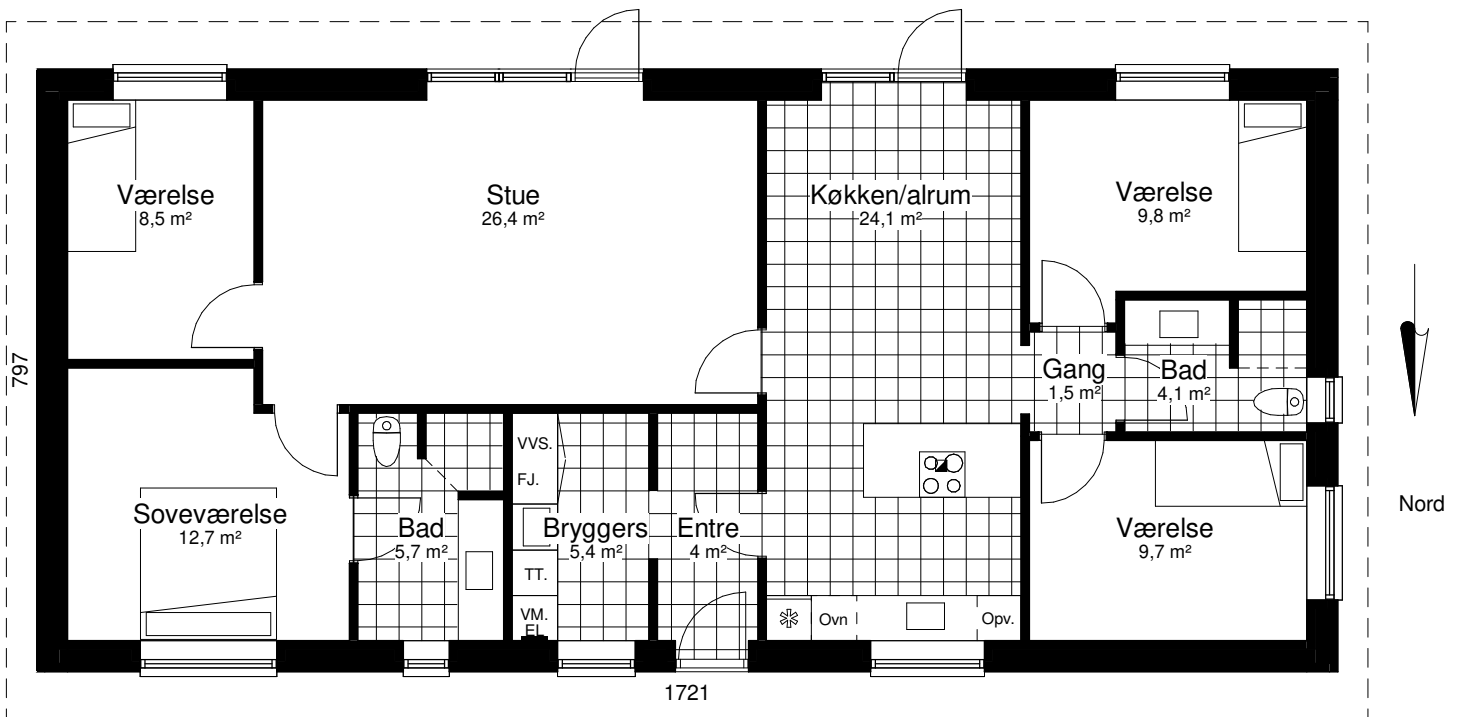 Værelse
8,5 m²
Stue
26,4 m²
Køkken/alrum
24,1 m²
Værelse
9,8 m²
797
Gang
1,5 m²
Bad
4,1 m²
VVS.
FJ.
Soveværelse
12,7 m²
Bad
5,7 m²
Bryggers
5,4 m²
Entre
4 m²
Værelse
9,7 m²
Nord
TT.
VM.
EL
Ovn
Opv.
1721